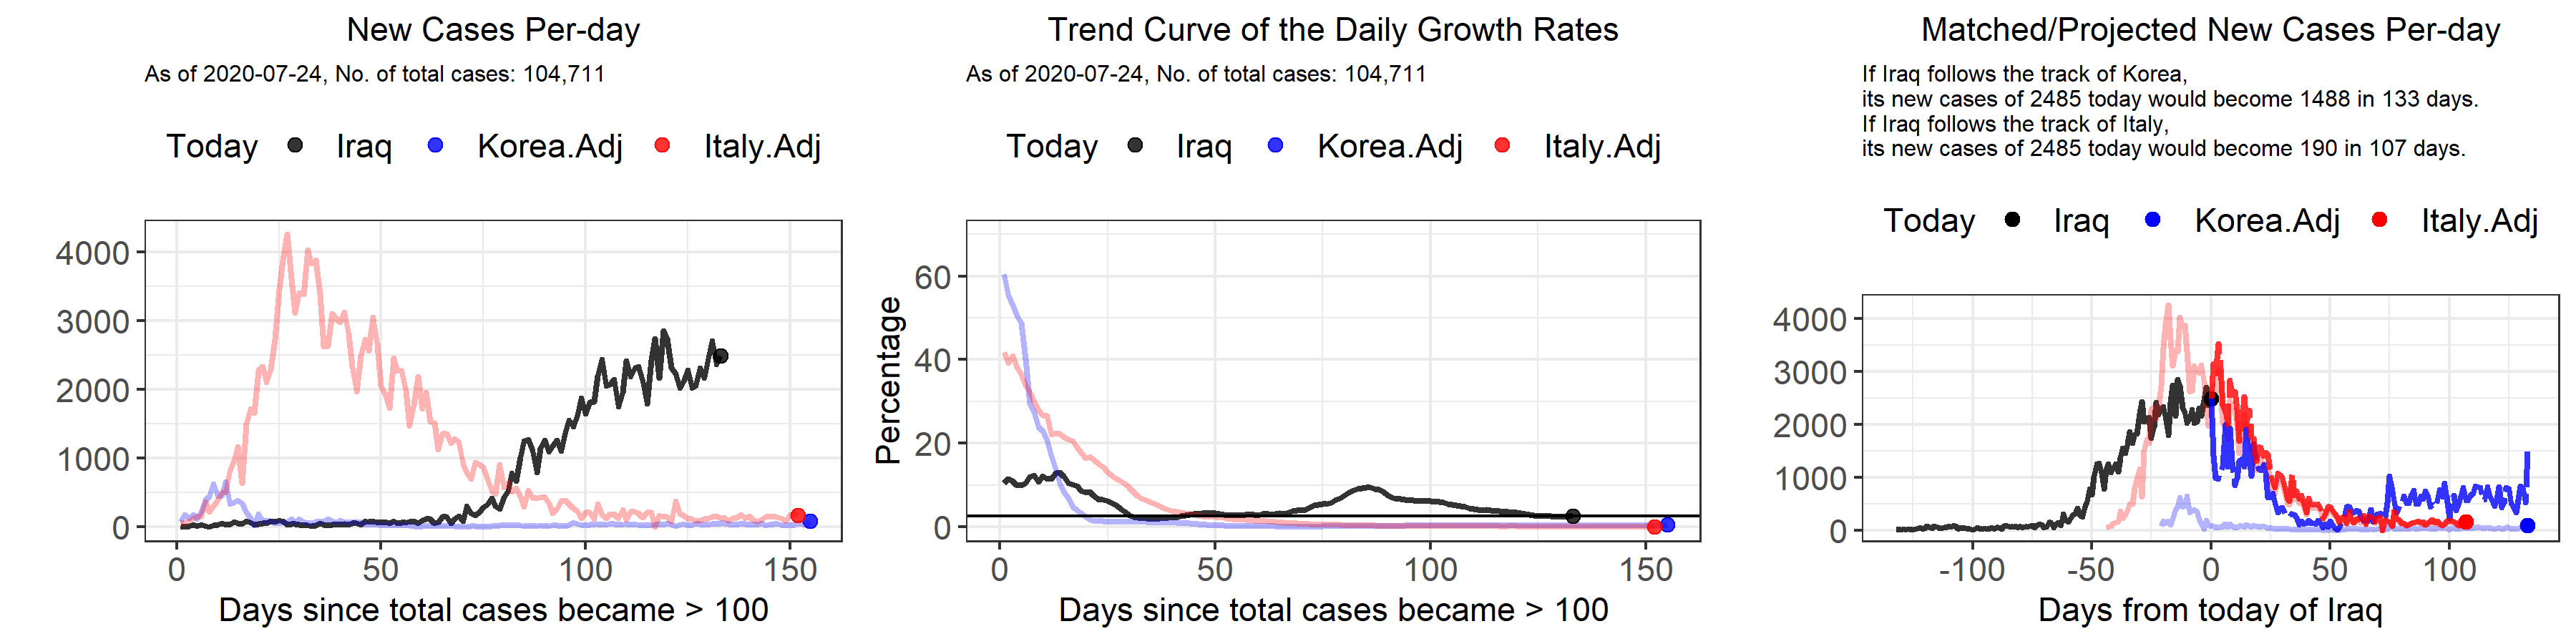 New Cases Per-day
As of 2020-07-24, No. of total cases: 104,711
Today Iraq Korea.Adj Italy.Adj
4000
3000
2000
1000
0
0 50 100 150
Days since total cases became > 100
Trend Curve of the Daily Growth Rates
As of 2020-07-24, No. of total cases: 104,711
Today Iraq Korea.Adj Italy.Adj
Percentage
60
40
20
0
0 50 100 150
Days since total cases became > 100
Matched/Projected New Cases Per-day
If Iraq follows the track of Korea,
its new cases of 2485 today would become 1488 in 133 days.
If Iraq follows the track of Italy,
its new cases of 2485 today would become 190 in 107 days.
Today Iraq Korea.Adj Italy.Adj
4000
3000
2000
1000
0
-100 -50 0 50 100
Days from today of Iraq